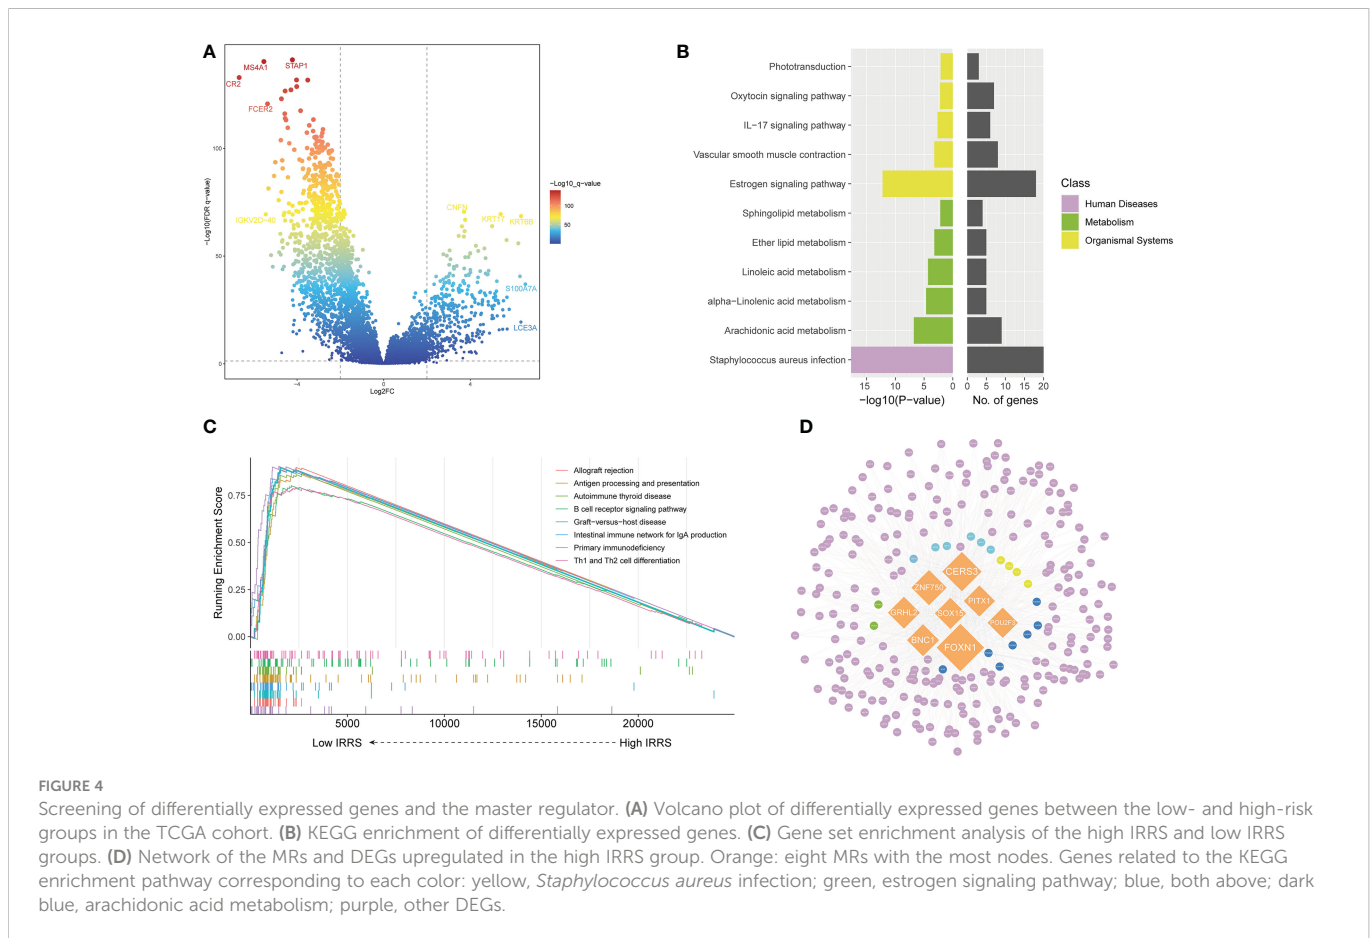 A
MS4A1
STAP1
CR2
FCER2
IGKV2D-40
CNFN
KRT17
KRT6B
S100A7A
LCE3A
−Log10(FDR q-value)
100
50
0
−4
0
4
Log2FC
−Log10_q-value
100
50
B
Phototransduction
Oxytocin signaling pathway
IL−17 signaling pathway
Vascular smooth muscle contraction
Estrogen signaling pathway
Sphingolipid metabolism
Ether lipid metabolism
Linoleic acid metabolism
alpha−Linolenic acid metabolism
Arachidonic acid metabolism
Staphylococcus aureus infection
15 10 5 0
0 5 10 15 20
−log10(P-value)
No. of genes
Class
Human Diseases
Metabolism
Organismal Systems
C
Running Enrichment Score
0.75
0.50
0.25
0.00
Allograft rejection
Antigen processing and presentation
Autoimmune thyroid disease
B cell receptor signaling pathway
Graft−versus−host disease
Intestinal immune network for IgA production
Primary immunodeficiency
Th1 and Th2 cell differentiation
5000 10000 15000 20000
Low IRRS
High IRRS
D
CERS3
PITX1
GRHL2
SOX15
BNC1
FOXN1
FIGURE 4
Screening of differentially expressed genes and the master regulator. (A) Volcano plot of differentially expressed genes between the low- and high-risk
groups in the TCGA cohort. (B) KEGG enrichment of differentially expressed genes. (C) Gene set enrichment analysis of the high IRRS and low IRRS
groups. (D) Network of the MRs and DEGs upregulated in the high IRRS group. Orange: eight MRs with the most nodes. Genes related to the KEGG
enrichment pathway corresponding to each color: yellow, Staphylococcus aureus infection; green, estrogen signaling pathway; blue, both above; dark
blue, arachidonic acid metabolism; purple, other DEGs.